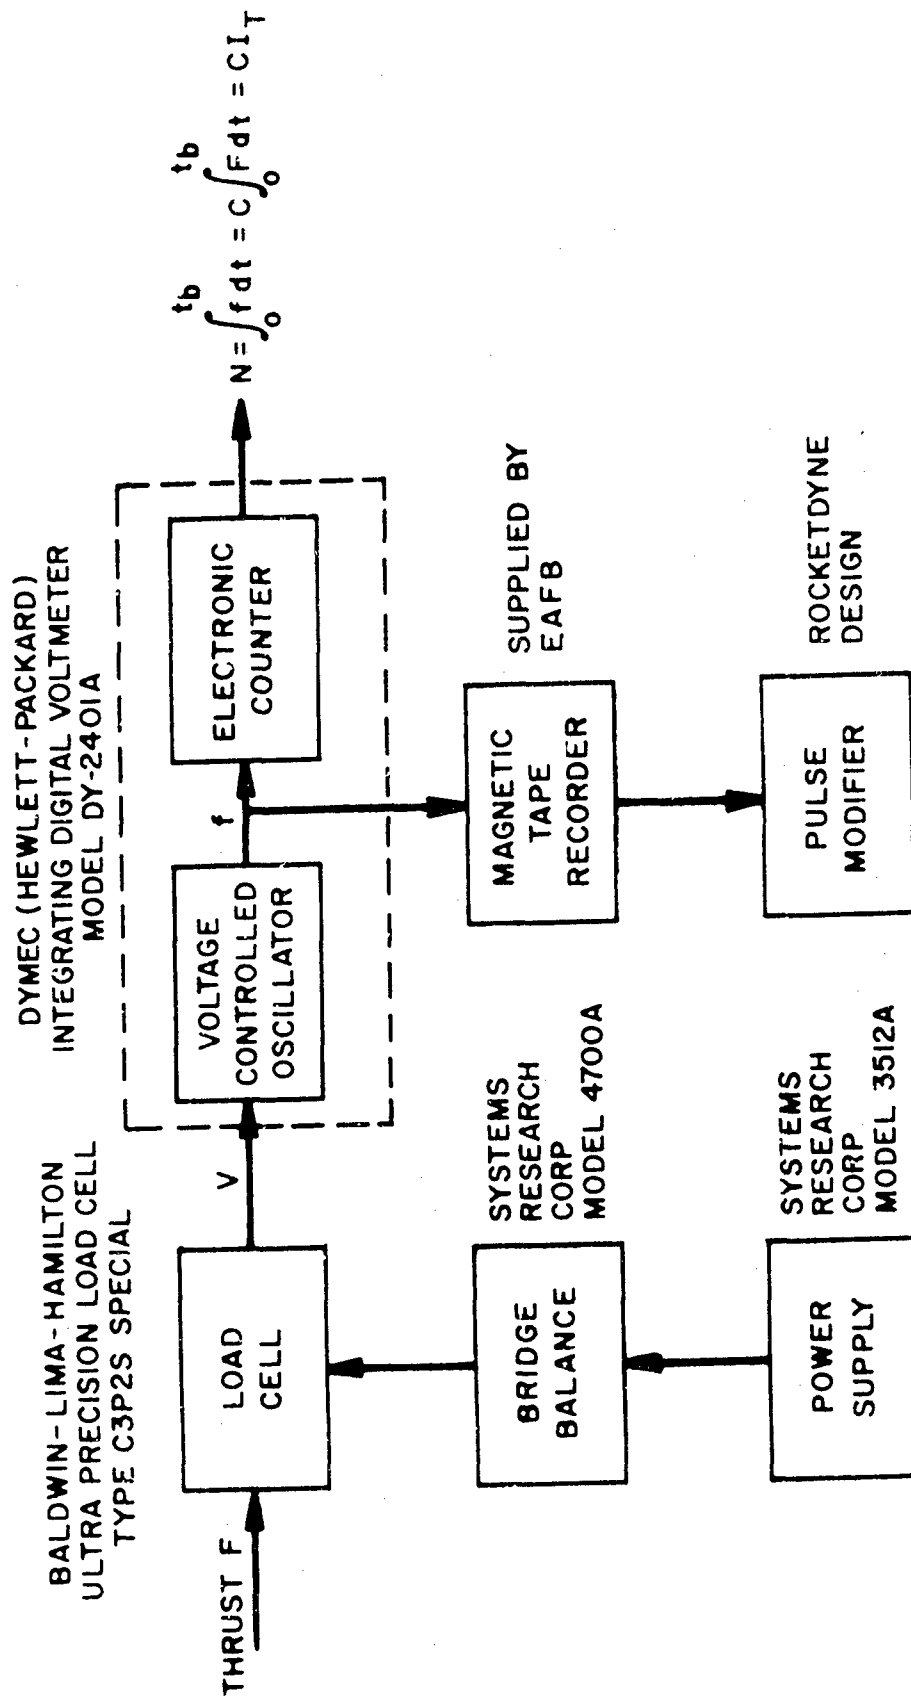 BALDWIN-LIMA-HAMILTON
ULTRA PRECISION LOAD CELL
TYPE C3P2S SPECIAL
DYMEC (HEWLETT-PACKARD)
INTEGRATING DIGITAL VOLTMETER
MODEL DY-2401A
THRUST F
LOAD
CELL
V
VOLTAGE
CONTROLLED
OSCILLATOR
f
ELECTRONIC
COUNTER
N = ∫₀^{t_b} f dt = C ∫₀^{t_b} F dt = CI_T
BRIDGE
BALANCE
SYSTEMS
RESEARCH
CORP
MODEL 4700A
MAGNETIC
TAPE
RECORDER
SUPPLIED BY
EAFB
POWER
SUPPLY
SYSTEMS
RESEARCH
CORP
MODEL 3512A
PULSE
MODIFIER
ROCKETDYNE
DESIGN